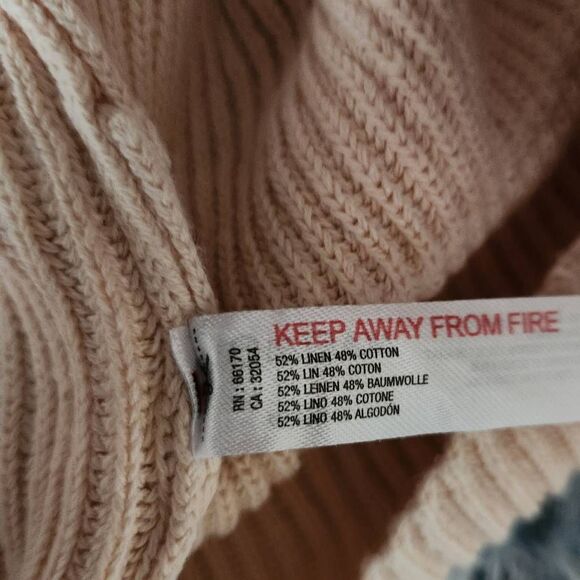 KEEP AWAY FROM FIRE
52% LINEN 48% COTTON
52% LIN 48% COTON
52% LEINEN 48% BAUMWOLLE
52% LINO 48% COTONE
52% LINO 48% ALGODÓN
RN : 66170
CA : 32054